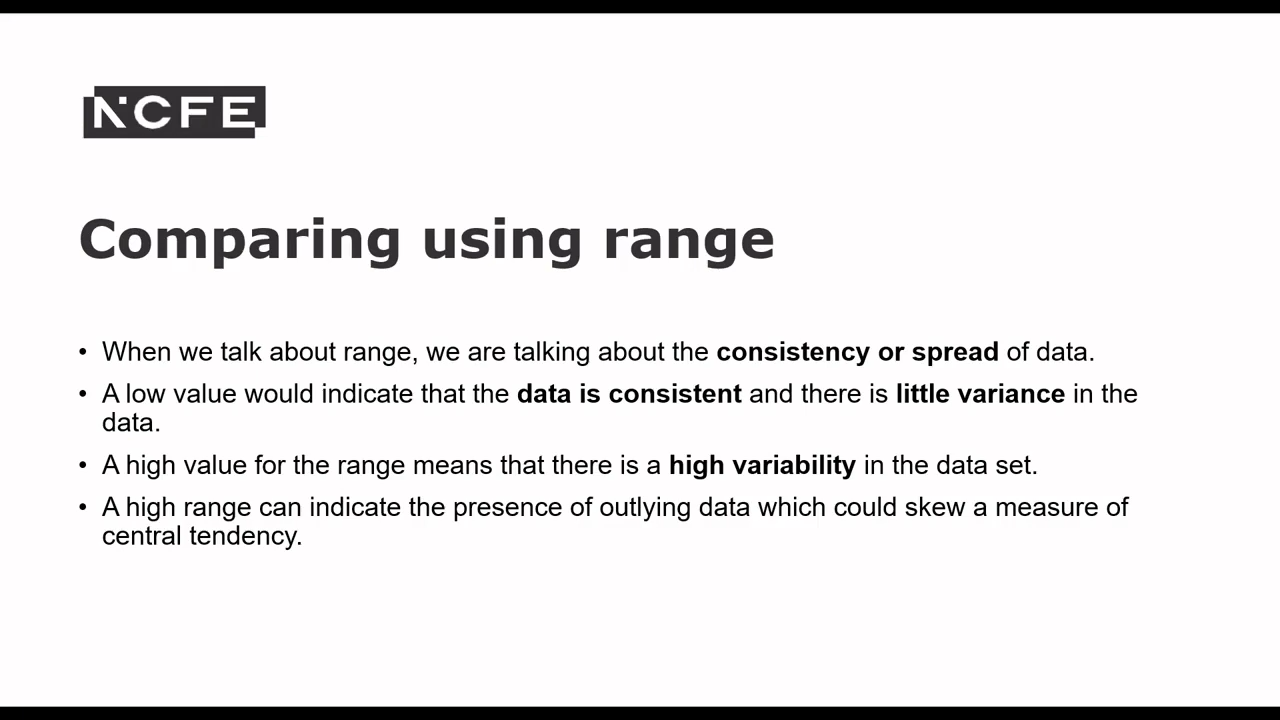 NCFE
Comparing using range
• When we talk about range, we are talking about the consistency or spread of data.
• A low value would indicate that the data is consistent and there is little variance in the
data.
• A high value for the range means that there is a high variability in the data set.
• A high range can indicate the presence of outlying data which could skew a measure of
central tendency.